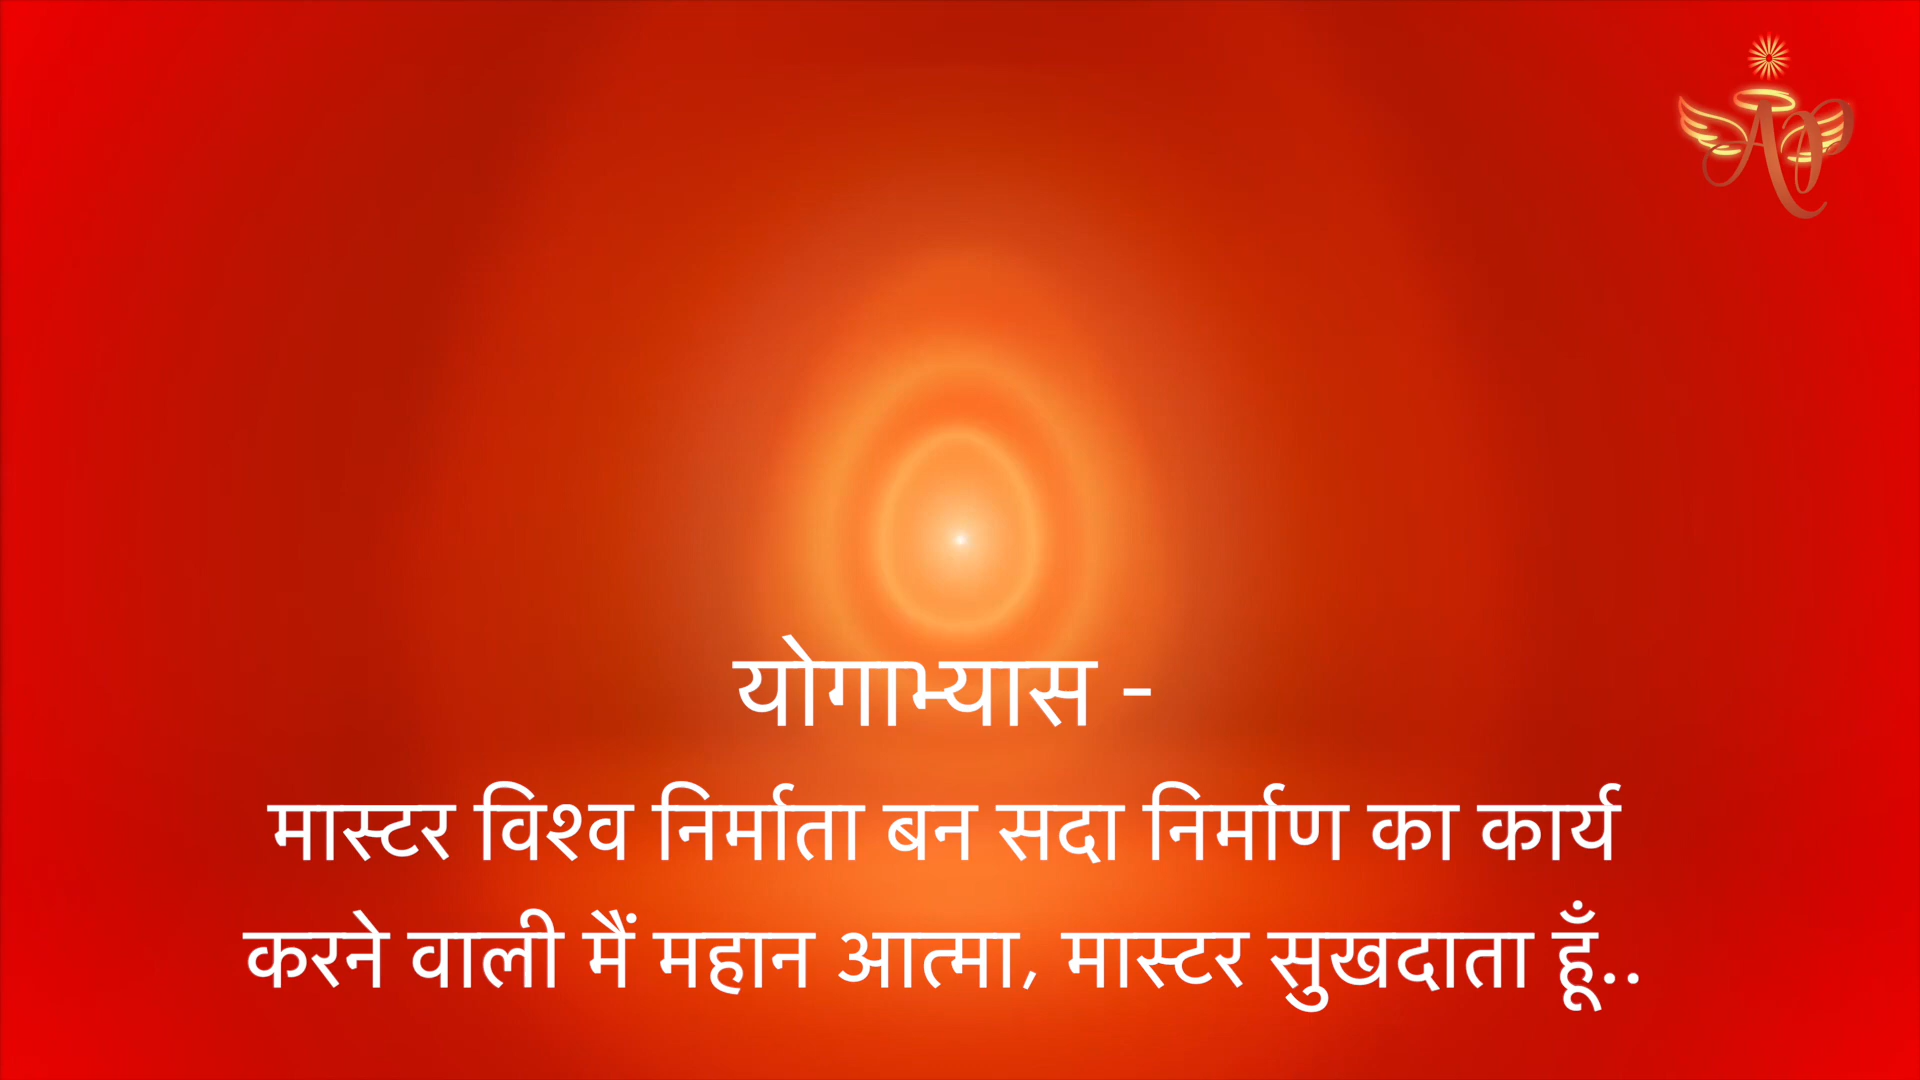 योगाभ्यास -
मास्टर विश्व निर्माता बन सदा निर्माण का कार्य
करने वाली मैं महान आत्मा, मास्टर सुखदाता हूँ..